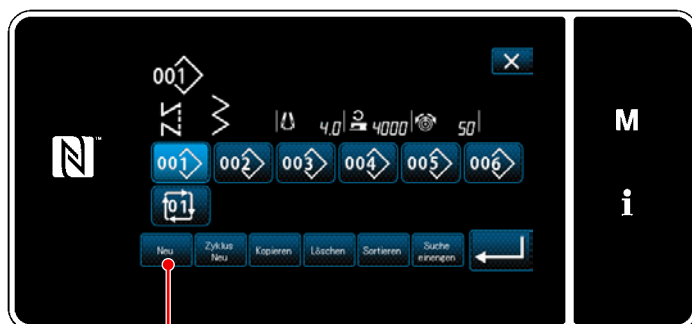 001
4.0 4000 50
M
001 002 003 004 005 006
i
01
Neu Zyklus Neu Kopieren Löschen Sortieren Suche einengen